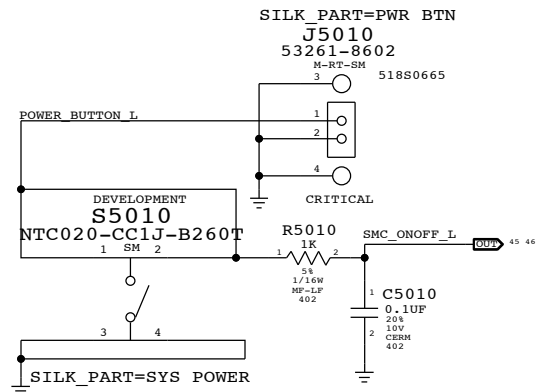 SILK_PART=PWR BTN
J5010
53261-8602
M-RT-SM
3
518S0665
POWER_BUTTON_L
1
2
4
CRITICAL
DEVELOPMENT
S5010
NTC020-CC1J-B260T
1 SM 2
R5010
1K
1 2
5%
1/16W
MF-LF
402
SMC_ONOFF_L
OUT 45 46
1 C5010
0.1UF
20%
2 10V
CERM
402
3 4
SILK_PART=SYS POWER